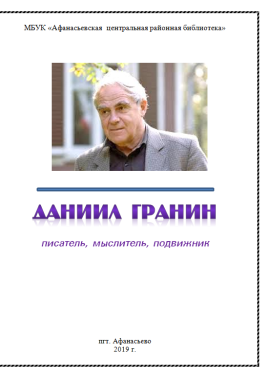 МБУК «Афанасьевская центральная районная библиотека»
ДАНИИЛ ГРАНИН
писатель, мыслитель, подвижник
пгт. Афанасьево
2019 г.